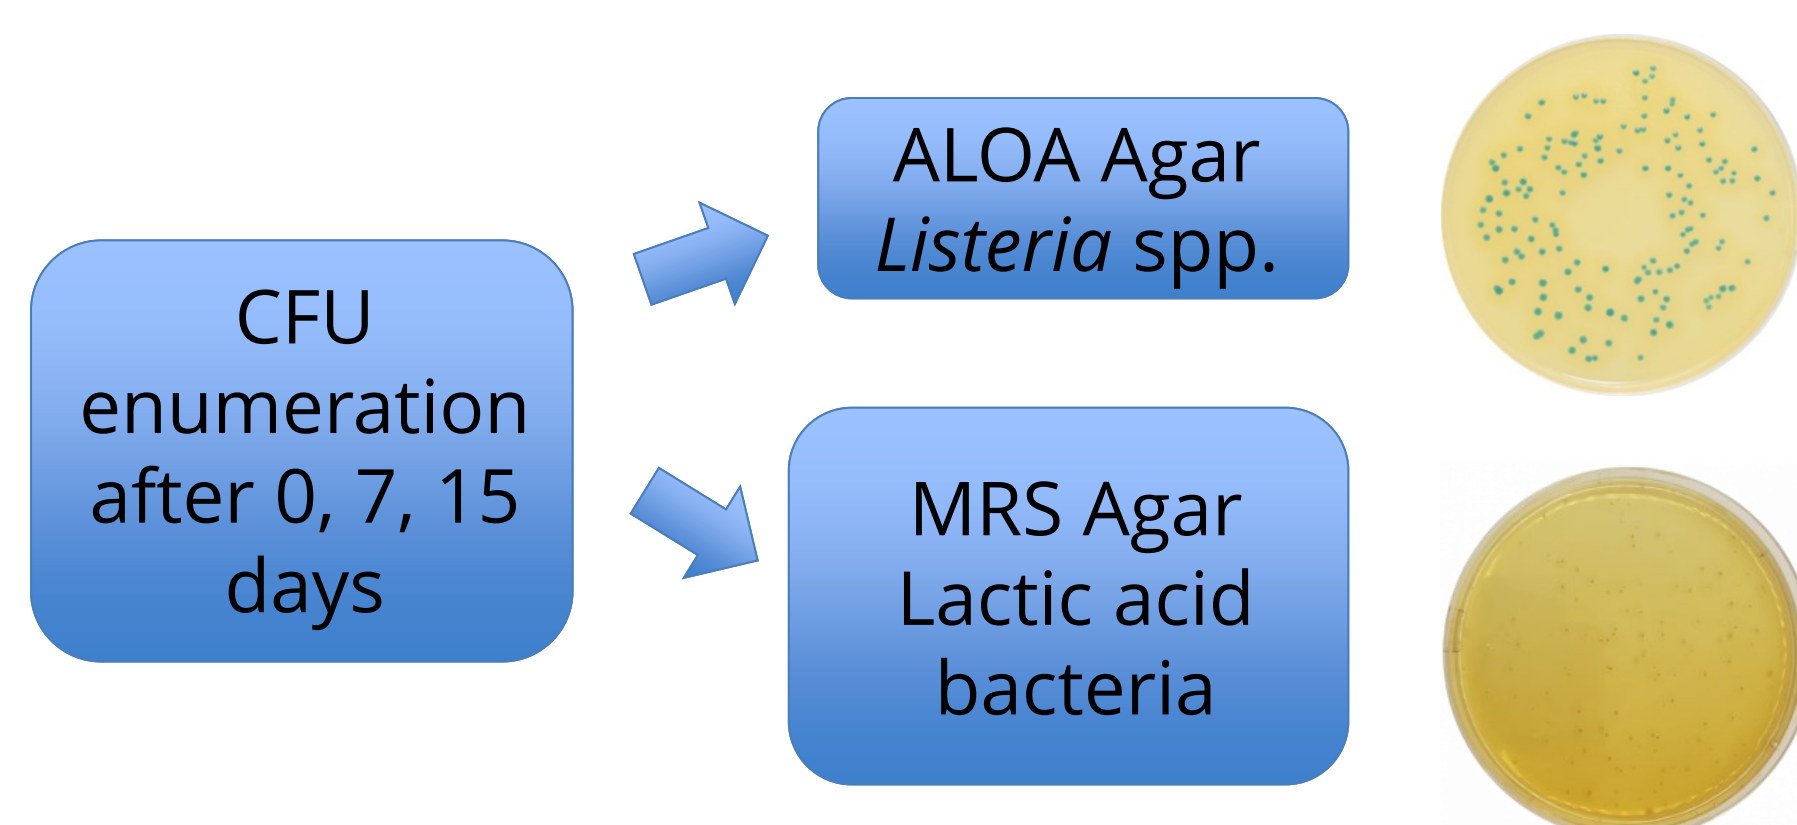 CFU
enumeration
after 0, 7, 15
days
ALOA Agar
Listeria spp.
MRS Agar
Lactic acid
bacteria